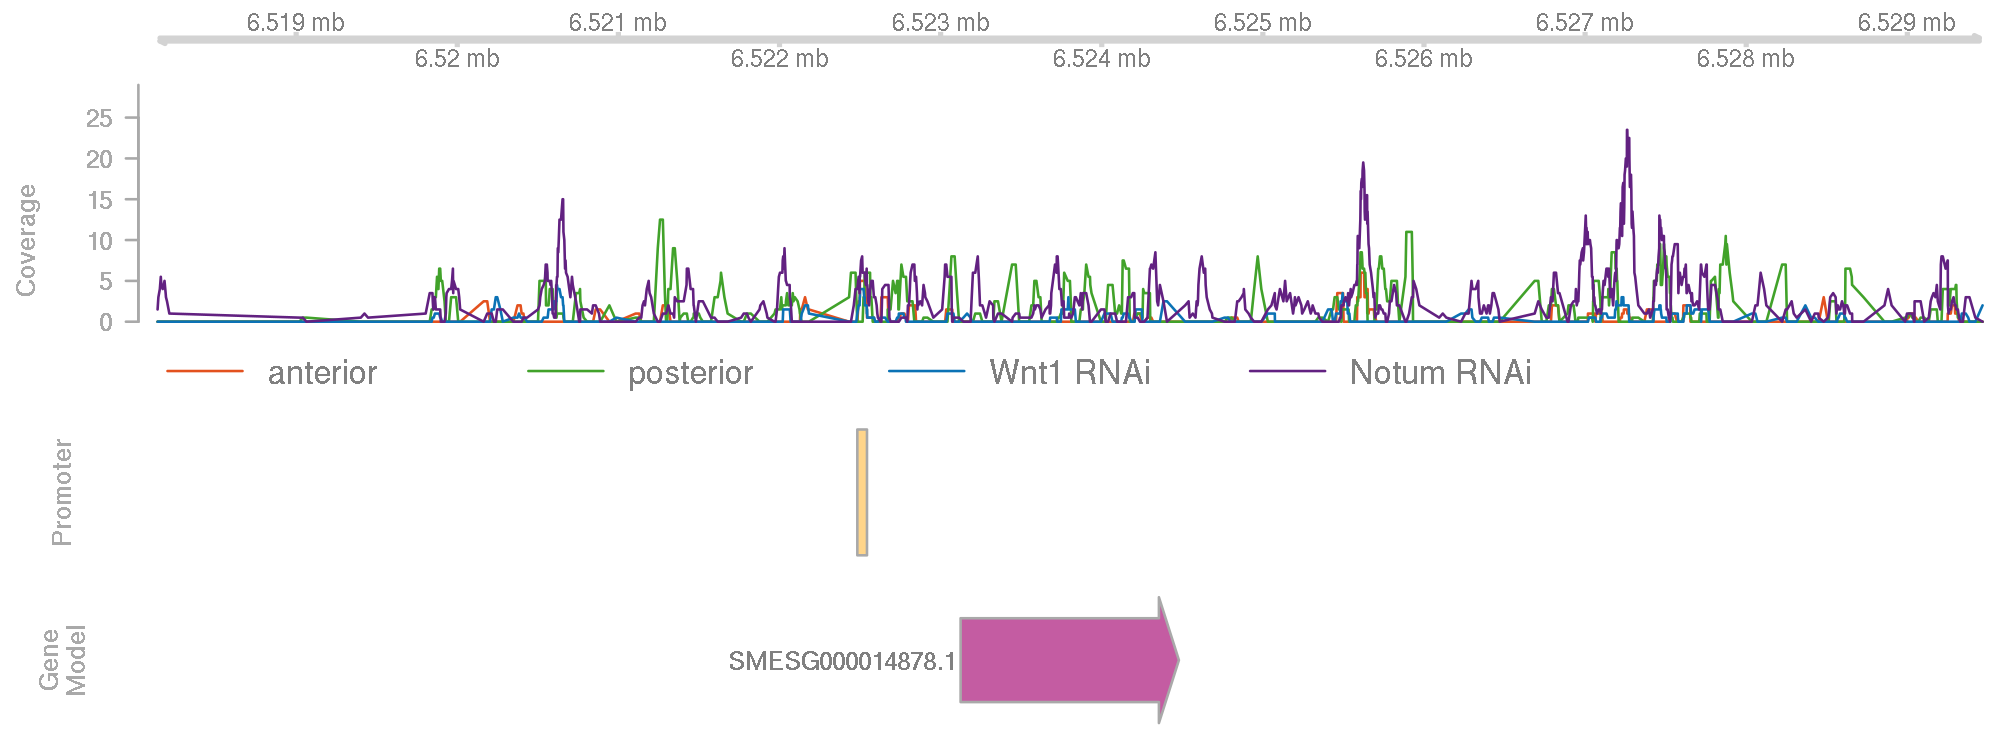 6.519 mb 6.521 mb 6.523 mb 6.525 mb 6.527 mb 6.529 mb
6.52 mb 6.522 mb 6.524 mb 6.526 mb 6.528 mb
Coverage
25
20
15
10
5
0
anterior posterior Wnt1 RNAi Notum RNAi
Promoter
Gene
Model
SMESG000014878.1